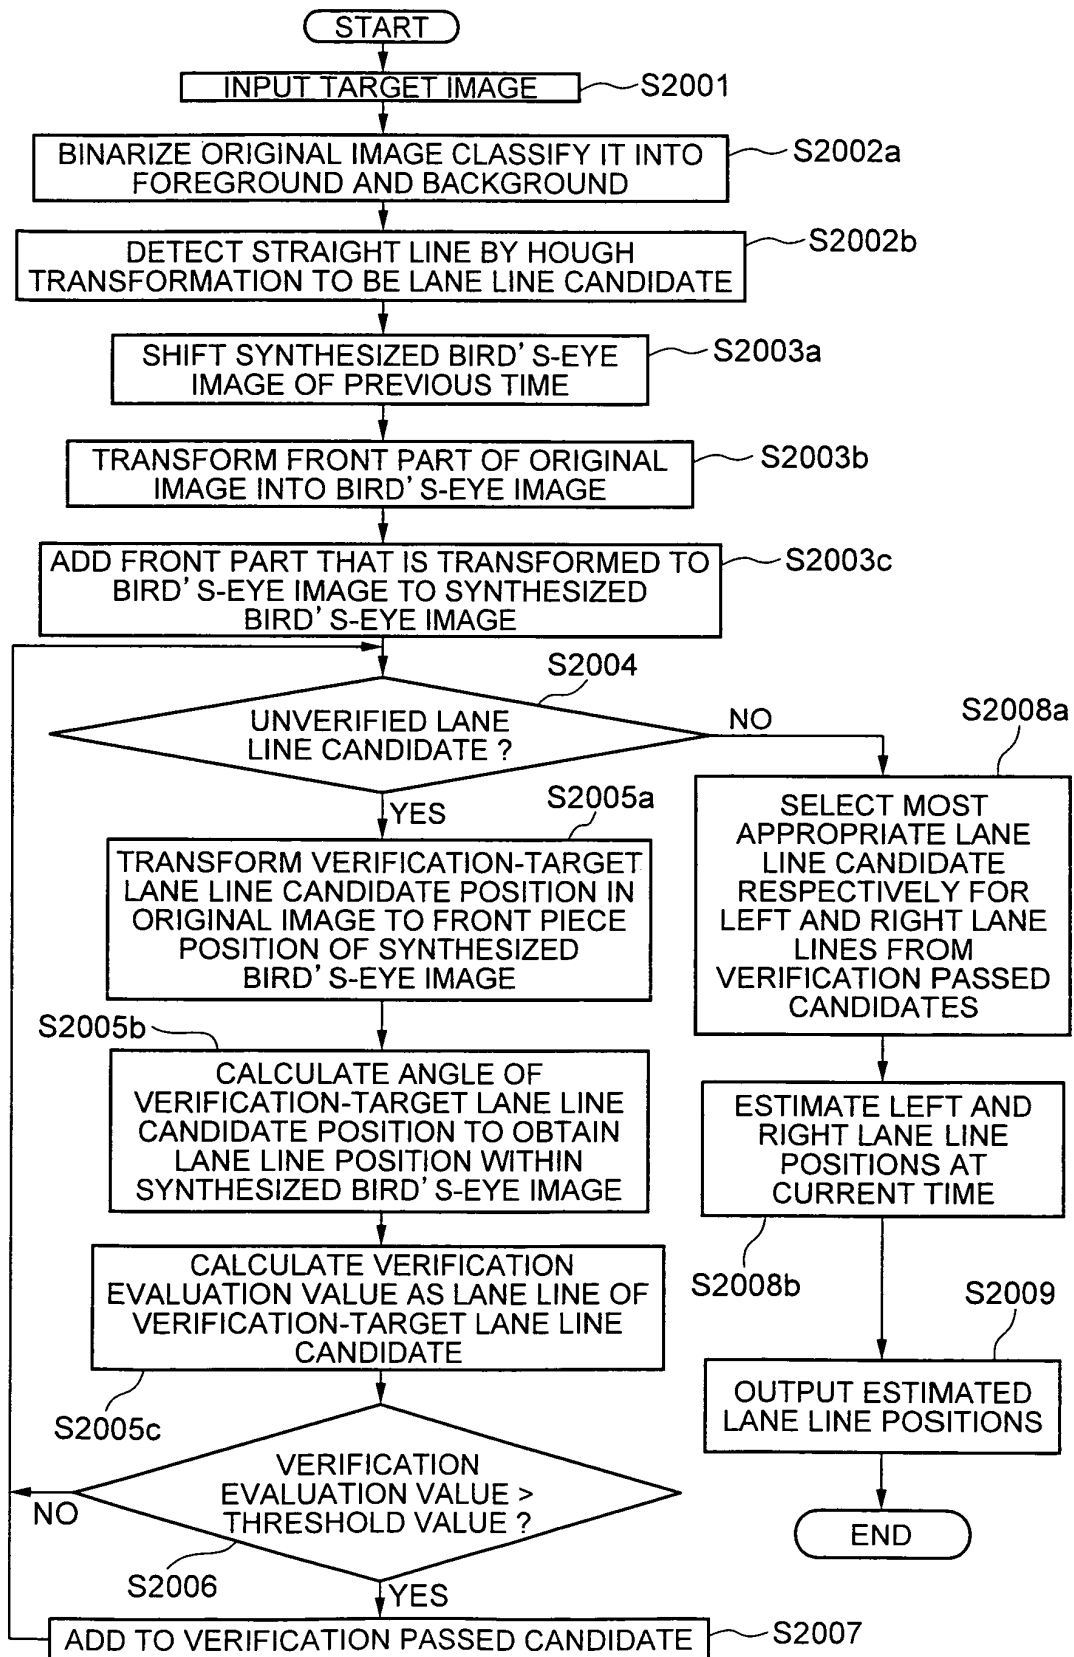 START
INPUT TARGET IMAGE
S2001
BINARIZE ORIGINAL IMAGE CLASSIFY IT INTO
FOREGROUND AND BACKGROUND
S2002a
DETECT STRAIGHT LINE BY HOUGH
TRANSFORMATION TO BE LANE LINE CANDIDATE
S2002b
SHIFT SYNTHESIZED BIRD'S-EYE
IMAGE OF PREVIOUS TIME
S2003a
TRANSFORM FRONT PART OF ORIGINAL
IMAGE INTO BIRD'S-EYE IMAGE
S2003b
ADD FRONT PART THAT IS TRANSFORMED TO
BIRD'S-EYE IMAGE TO SYNTHESIZED
BIRD'S-EYE IMAGE
S2003c
S2004
UNVERIFIED LANE
LINE CANDIDATE ?
NO
YES
S2005a
TRANSFORM VERIFICATION-TARGET
LANE LINE CANDIDATE POSITION IN
ORIGINAL IMAGE TO FRONT PIECE
POSITION OF SYNTHESIZED
BIRD'S-EYE IMAGE
S2005b
CALCULATE ANGLE OF
VERIFICATION-TARGET LANE LINE
CANDIDATE POSITION TO OBTAIN
LANE LINE POSITION WITHIN
SYNTHESIZED BIRD'S-EYE IMAGE
CALCULATE VERIFICATION
EVALUATION VALUE AS LANE LINE OF
VERIFICATION-TARGET LANE LINE
CANDIDATE
S2005c
VERIFICATION
EVALUATION VALUE >
THRESHOLD VALUE ?
NO
S2006
YES
ADD TO VERIFICATION PASSED CANDIDATE
S2007
S2008a
SELECT MOST
APPROPRIATE LANE
LINE CANDIDATE
RESPECTIVELY FOR
LEFT AND RIGHT LANE
LINES FROM
VERIFICATION PASSED
CANDIDATES
ESTIMATE LEFT AND
RIGHT LANE LINE
POSITIONS AT
CURRENT TIME
S2008b
S2009
OUTPUT ESTIMATED
LANE LINE POSITIONS
END